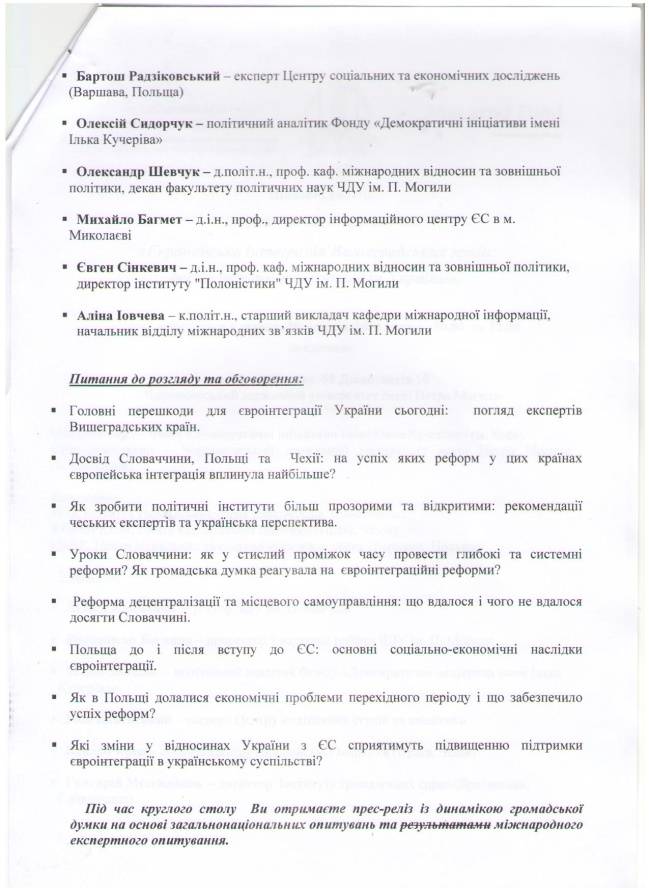 ▪ Бартош Радзіковський – експерт Центру соціальних та економічних досліджень
(Варшава, Польща)
▪ Олексій Сидорчук – політичний аналітик Фонду «Демократичні ініціативи імені
Ілька Кучеріва»
▪ Олександр Шевчук – д.політ.н., проф. каф. міжнародних відносин та зовнішньої
політики, декан факультету політичних наук ЧДУ ім. П. Могили
▪ Михайло Багмет – д.і.н., проф., директор інформаційного центру ЄС в м.
Миколаєві
▪ Євген Сінкевич – д.і.н., проф. каф. міжнародних відносин та зовнішньої політики,
директор інституту "Полоністики" ЧДУ ім. П. Могили
▪ Аліна Іовчева – к.політ.н., старший викладач кафедри міжнародної інформації,
начальник відділу міжнародних зв’язків ЧДУ ім. П. Могили
Питання до розгляду та обговорення:
▪ Головні перешкоди для євроінтеграції України сьогодні: погляд експертів
Вишеградських країн.
▪ Досвід Словаччини, Польщі та Чехії: на успіх яких реформ у цих країнах
європейська інтеграція вплинула найбільше?
▪ Як зробити політичні інститути більш прозорими та відкритими: рекомендації
чеських експертів та українська перспектива.
▪ Уроки Словаччини: як у стислий проміжок часу провести глибокі та системні
реформи? Як громадська думка реагувала на євроінтеграційні реформи?
▪ Реформа децентралізації та місцевого самоуправління: що вдалося і чого не вдалося
досягти Словаччині.
▪ Польща до і після вступу до ЄС: основні соціально-економічні наслідки
євроінтеграції.
▪ Як в Польщі долалися економічні проблеми перехідного періоду і що забезпечило
успіх реформ?
▪ Які зміни у відносинах України з ЄС сприятимуть підвищенню підтримки
євроінтеграції в українському суспільстві?
Під час круглого столу Ви отримаєте прес-реліз із динамікою громадської
думки на основі загальнонаціональних опитувань та результатами міжнародного
експертного опитування.